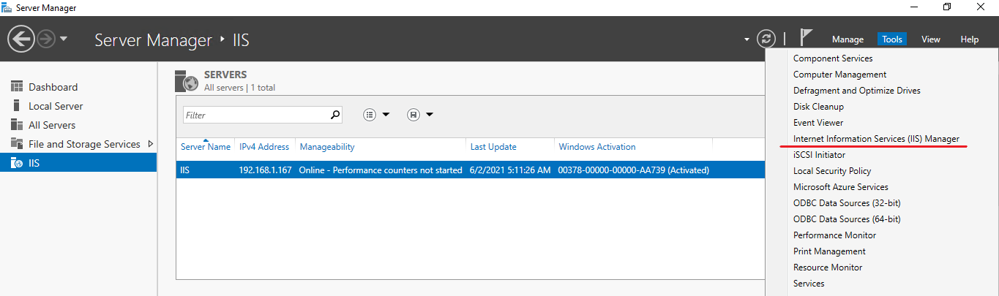 Server Manager
Server Manager ‣ IIS
Manage Tools View Help
Dashboard
Local Server
All Servers
File and Storage Services
IIS
SERVERS
All servers | 1 total
Filter
Server Name IPv4 Address Manageability Last Update Windows Activation
IIS 192.168.1.167 Online - Performance counters not started 6/2/2021 5:11:26 AM 00378-00000-00000-AA739 (Activated)
Component Services
Computer Management
Defragment and Optimize Drives
Disk Cleanup
Event Viewer
Internet Information Services (IIS) Manager
iSCSI Initiator
Local Security Policy
Microsoft Azure Services
ODBC Data Sources (32-bit)
ODBC Data Sources (64-bit)
Performance Monitor
Print Management
Resource Monitor
Services